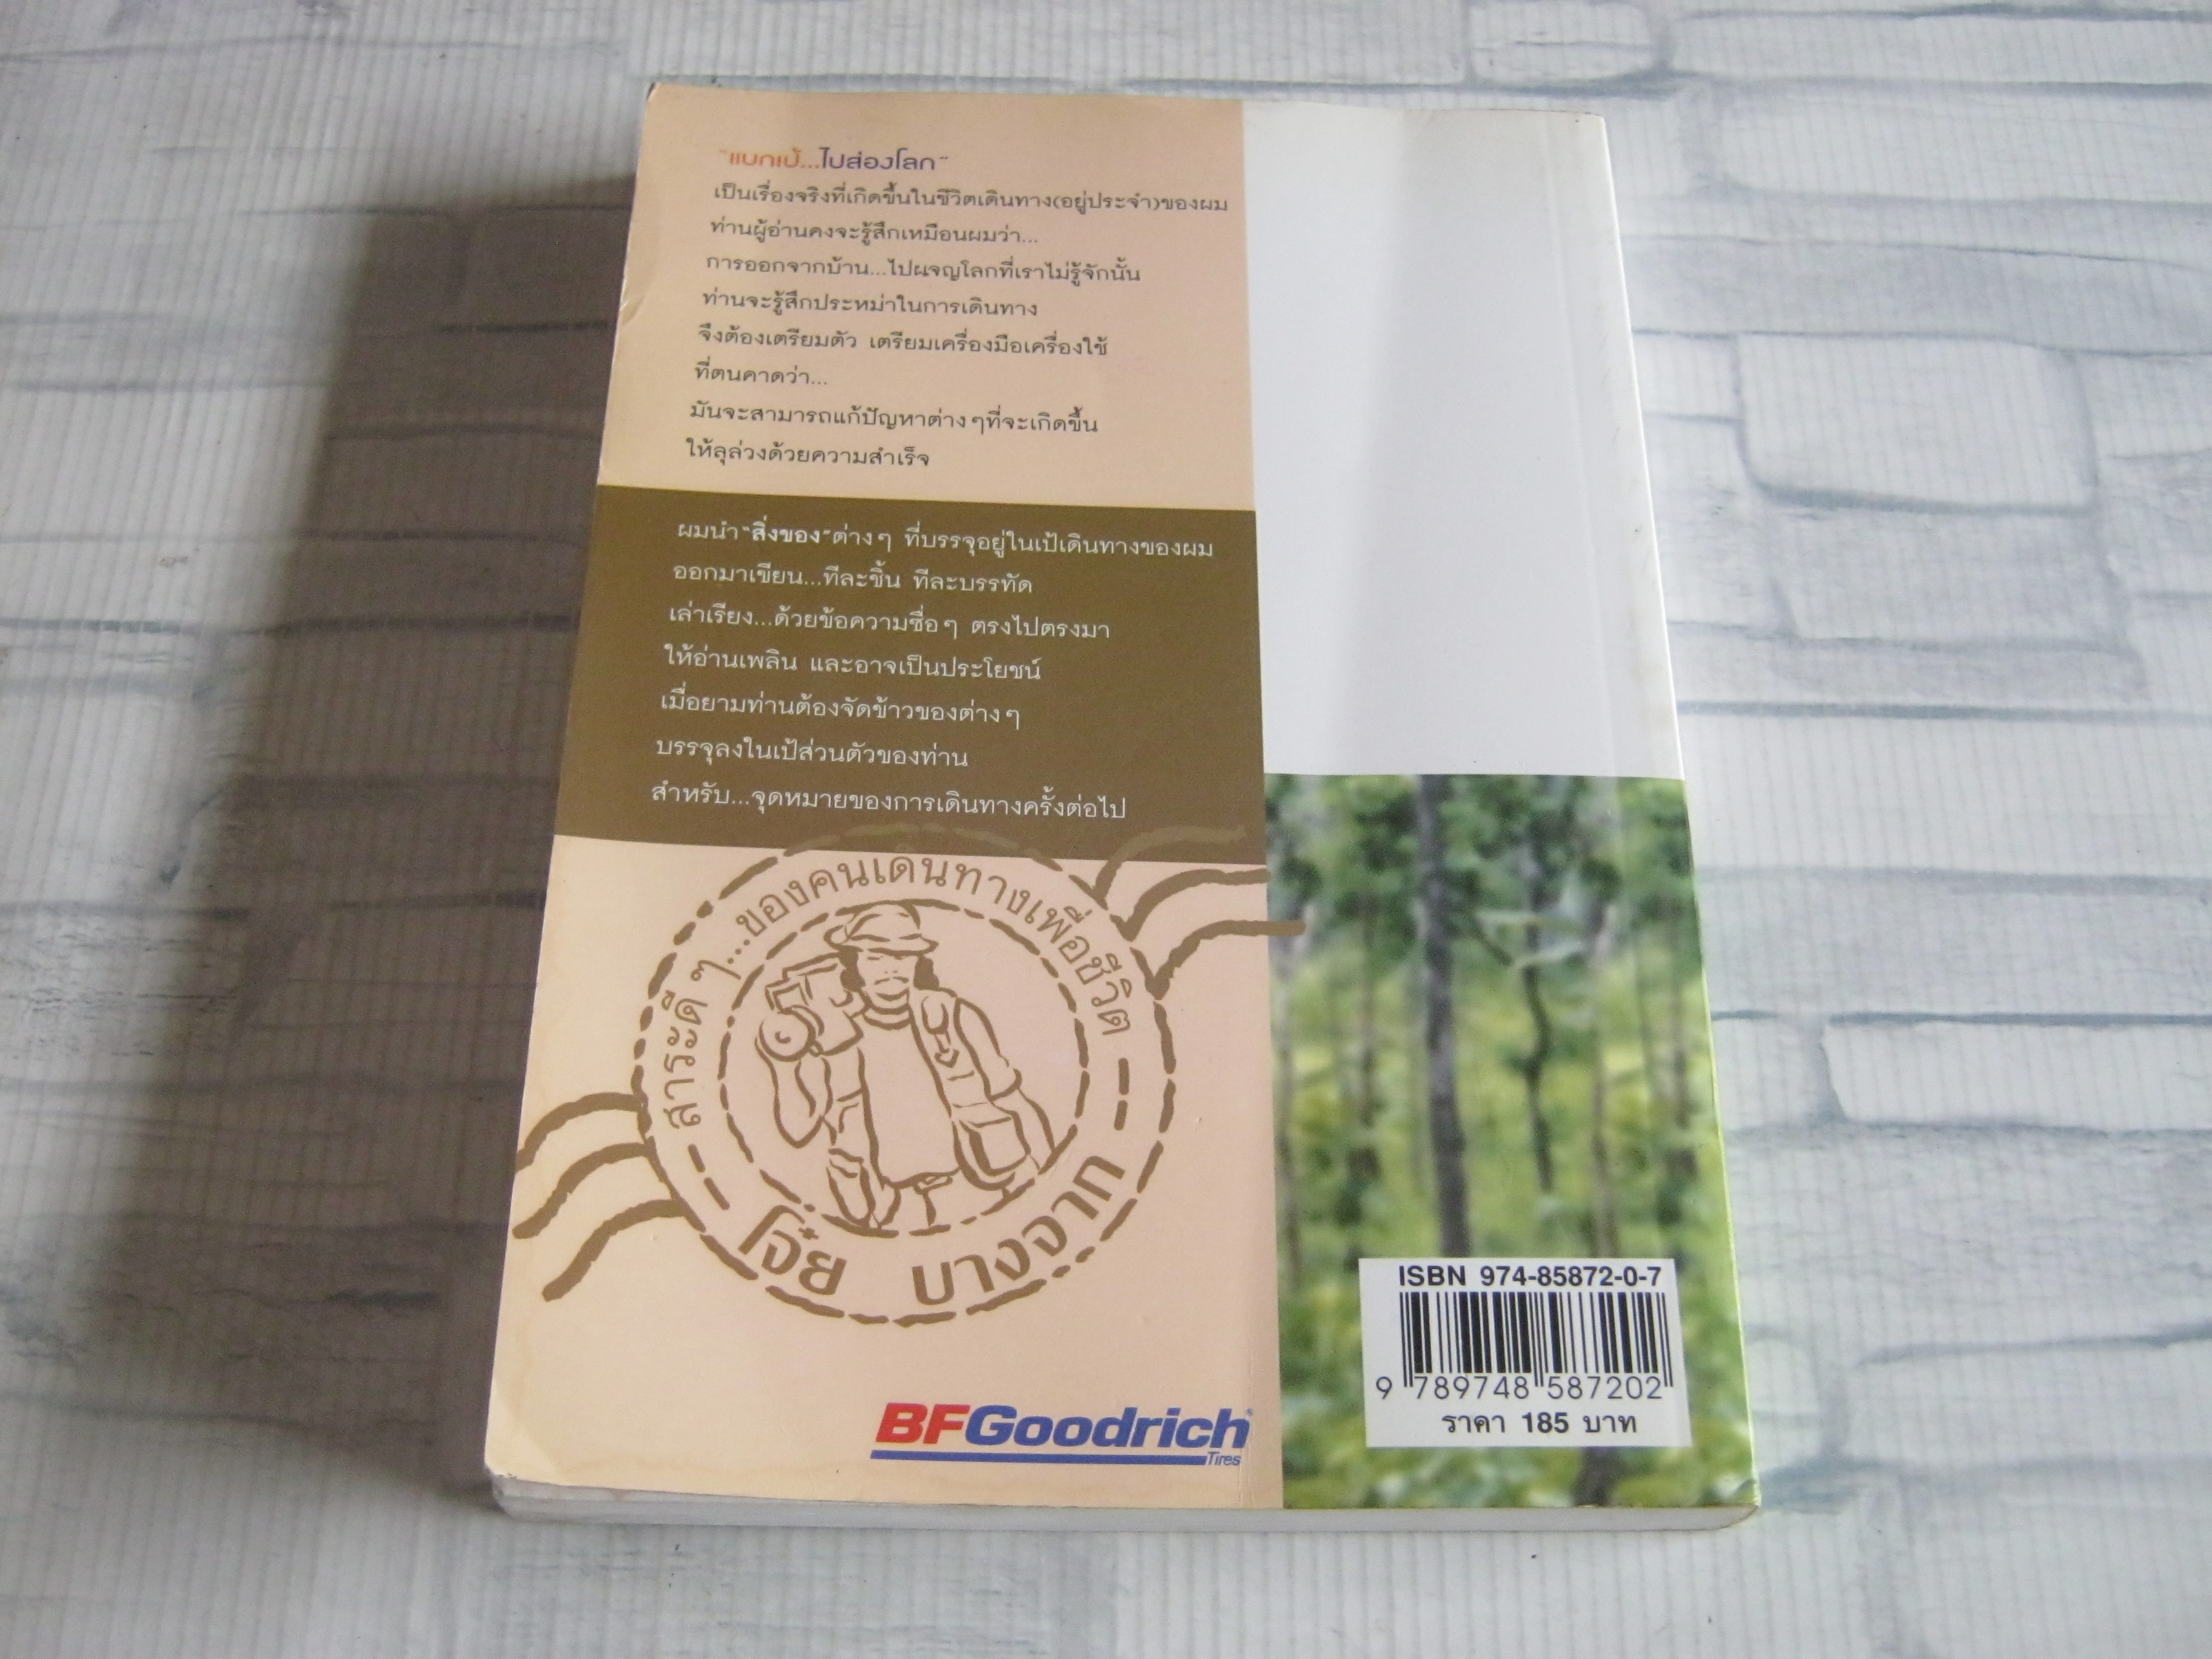 "แบกเป้...ไปส่องโลก"
เป็นเรื่องจริงที่เกิดขึ้นในชีวิตเดินทาง(อยู่ประจำ)ของผม
ท่านผู้อ่านคงจะรู้สึกเหมือนผมว่า...
การออกจากบ้าน...ไปผจญโลกที่เราไม่รู้จักนั้น
ท่านจะรู้สึกประหม่าในการเดินทาง
จึงต้องเตรียมตัว เตรียมเครื่องมือเครื่องใช้
ที่ตนคาดว่า...
มันจะสามารถแก้ปัญหาต่างๆที่จะเกิดขึ้น
ให้ลุล่วงด้วยความสำเร็จ
ผมนำ"สิ่งของ"ต่างๆ ที่บรรจุอยู่ในเป้เดินทางของผม
ออกมาเขียน...ทีละชิ้น ทีละบรรทัด
เล่าเรียง...ด้วยข้อความซื่อๆ ตรงไปตรงมา
ให้อ่านเพลิน และอาจเป็นประโยชน์
เมื่อยามท่านต้องจัดข้าวของต่างๆ
บรรจุลงในเป้ส่วนตัวของท่าน
สำหรับ...จุดหมายของการเดินทางครั้งต่อไป
สาระดี ๆ...ของคนเดินทางเพื่อชีวิต
โจ๋ย บางจาก
BFGoodrich
Tires
ISBN 974-85872-0-7
9 789748 587202
ราคา 185 บาท